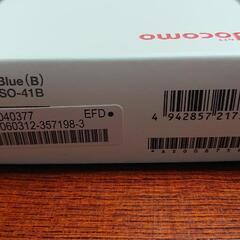 docomo
Blue(B)
SO-41B
040377
EFD
060312-357198-3
4 942857 217